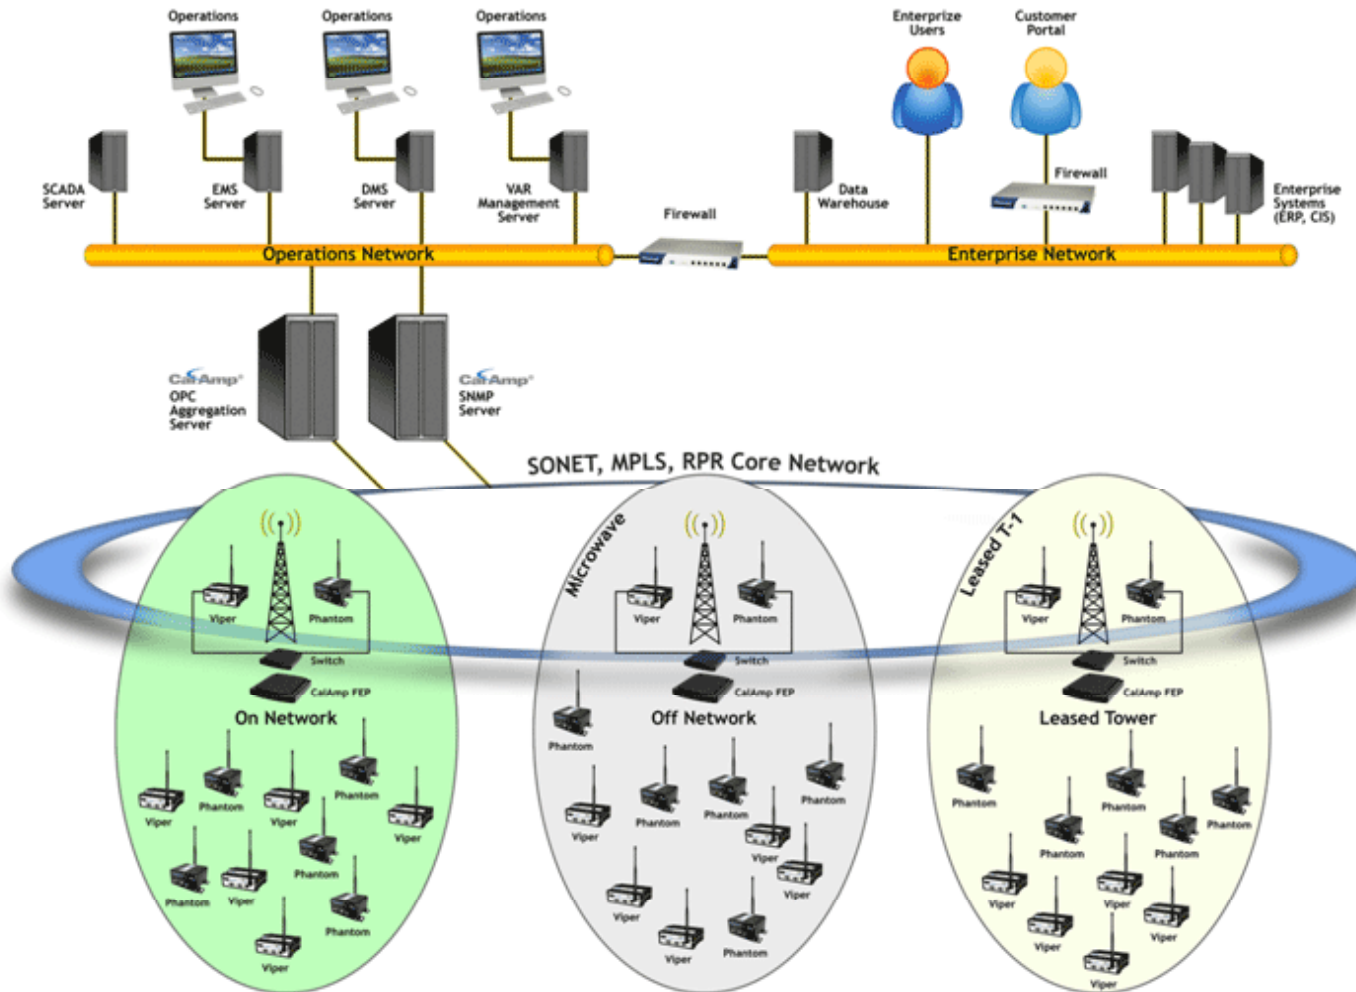 Operations
Operations
Operations
Enterprize
Users
Customer
Portal
SCADA
Server
EMS
Server
DMS
Server
VAR
Management
Server
Firewall
Data
Warehouse
Firewall
Enterprise
Systems
(ERP, CIS)
Operations Network
Enterprise Network
CalAmp®
OPC
Aggregation
Server
CalAmp®
SNMP
Server
SONET, MPLS, RPR Core Network
Viper
Phantom
Switch
CalAmp FEP
On Network
Viper
Phantom
Viper
Phantom
Viper
Phantom
Phantom
Viper
Phantom
Viper
Microwave
Viper
Phantom
Switch
CalAmp FEP
Off Network
Phantom
Viper
Phantom
Phantom
Phantom
Viper
Viper
Viper
Viper
Phantom
Leased T-1
Viper
Phantom
Switch
CalAmp FEP
Leased Tower
Phantom
Phantom
Phantom
Phantom
Phantom
Viper
Viper
Viper
Viper
Viper